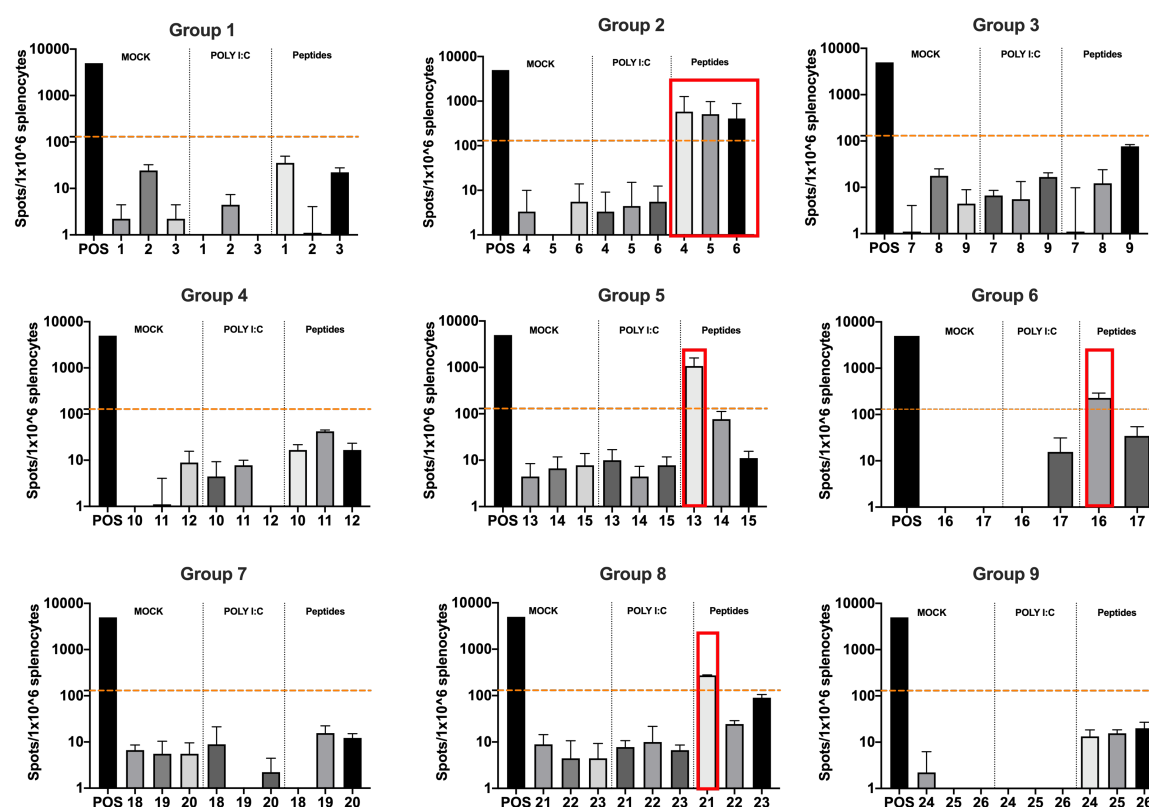 Group 1
Spots/1x10^6 splenocytes
10000
1000
100
10
1
MOCK
POLY I:C
Peptides
POS 1 2 3 1 2 3 1 2 3
Group 2
Spots/1x10^6 splenocytes
10000
1000
100
10
1
MOCK
POLY I:C
Peptides
POS 4 5 6 4 5 6 4 5 6
Group 3
Spots/1x10^6 splenocytes
10000
1000
100
10
1
MOCK
POLY I:C
Peptides
POS 7 8 9 7 8 9 7 8 9
Group 4
Spots/1x10^6 splenocytes
10000
1000
100
10
1
MOCK
POLY I:C
Peptides
POS 10 11 12 10 11 12 10 11 12
Group 5
Spots/1x10^6 splenocytes
10000
1000
100
10
1
MOCK
POLY I:C
Peptides
POS 13 14 15 13 14 15 13 14 15
Group 6
Spots/1x10^6 splenocytes
10000
1000
100
10
1
MOCK
POLY I:C
Peptides
POS 16 17 16 17 16 17
Group 7
Spots/1x10^6 splenocytes
10000
1000
100
10
1
MOCK
POLY I:C
Peptides
POS 18 19 20 18 19 20 18 19 20
Group 8
Spots/1x10^6 splenocytes
10000
1000
100
10
1
MOCK
POLY I:C
Peptides
POS 21 22 23 21 22 23 21 22 23
Group 9
Spots/1x10^6 splenocytes
10000
1000
100
10
1
MOCK
POLY I:C
Peptides
POS 24 25 26 24 25 26 24 25 26